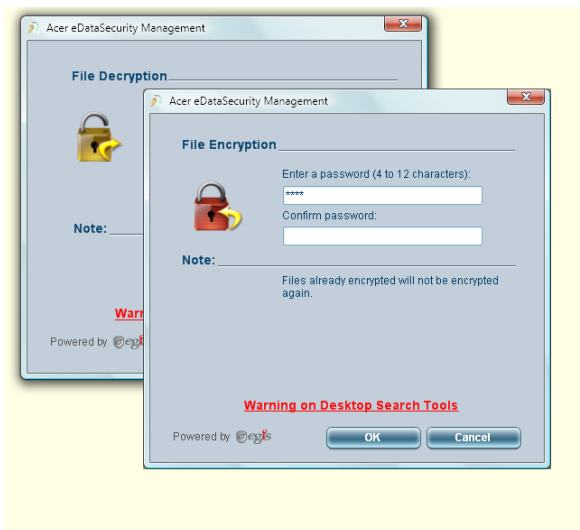 Acer eDataSecurity Management
File Decryption
Note:
Powered by egis
Acer eDataSecurity Management
File Encryption
Enter a password (4 to 12 characters):
****
Confirm password:
Note:
Files already encrypted will not be encrypted
again.
Warning on Desktop Search Tools
Powered by egis
OK
Cancel